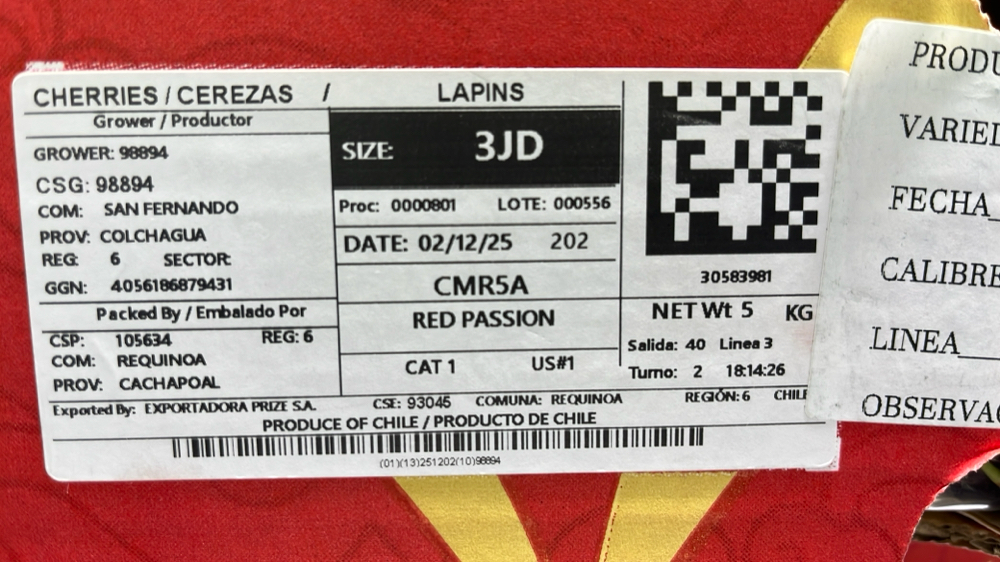 CHERRIES / CEREZAS / LAPINS
Grower / Productor
GROWER: 98894
CSG: 98894
COM: SAN FERNANDO
PROV: COLCHAGUA
REG: 6 SECTOR:
GGN: 4056186879431
Packed By / Embalado Por
CSP: 105634 REG: 6
COM: REQUINOA
PROV: CACHAPOAL
SIZE: 3JD
Proc: 0000801 LOTE: 000556
DATE: 02/12/25 202
CMR5A
RED PASSION
CAT 1 US#1
30583981
NET Wt 5 KG
Salida: 40 Linea 3
Turno: 2 18:14:26
Exported By: EXPORTADORA PRIZE S.A. CSE: 93045 COMUNA: REQUINOA REGIÓN: 6 CHILE
PRODUCE OF CHILE / PRODUCTO DE CHILE
(01)(13)251202(10)98894
PRODU
VARIED
FECHA
CALIBRE
LINEA
OBSERVA